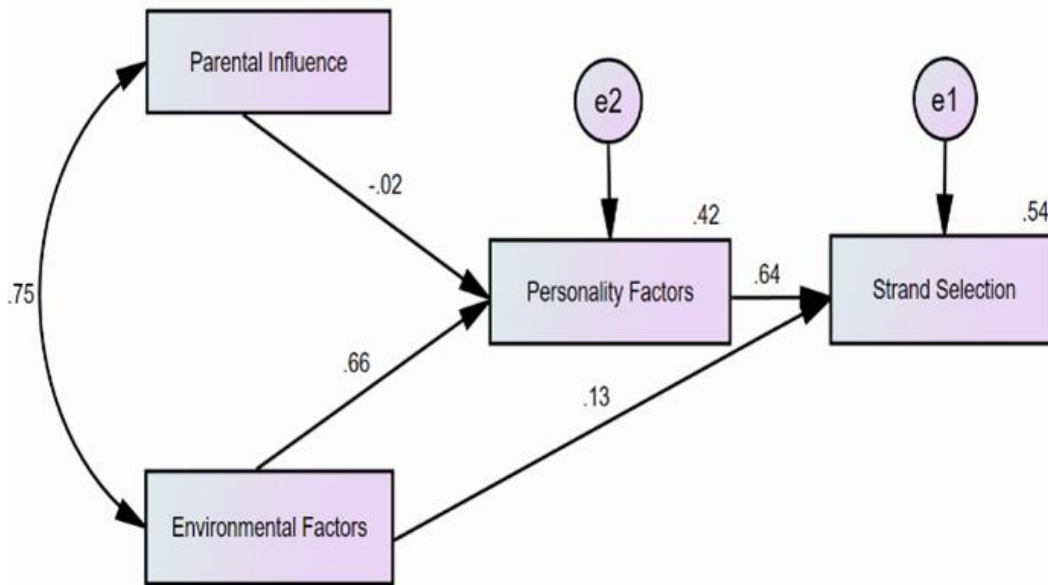 Parental Influence
e2
e1
-.02
.42
.54
.75
Personality Factors
.64
Strand Selection
.66
.13
Environmental Factors